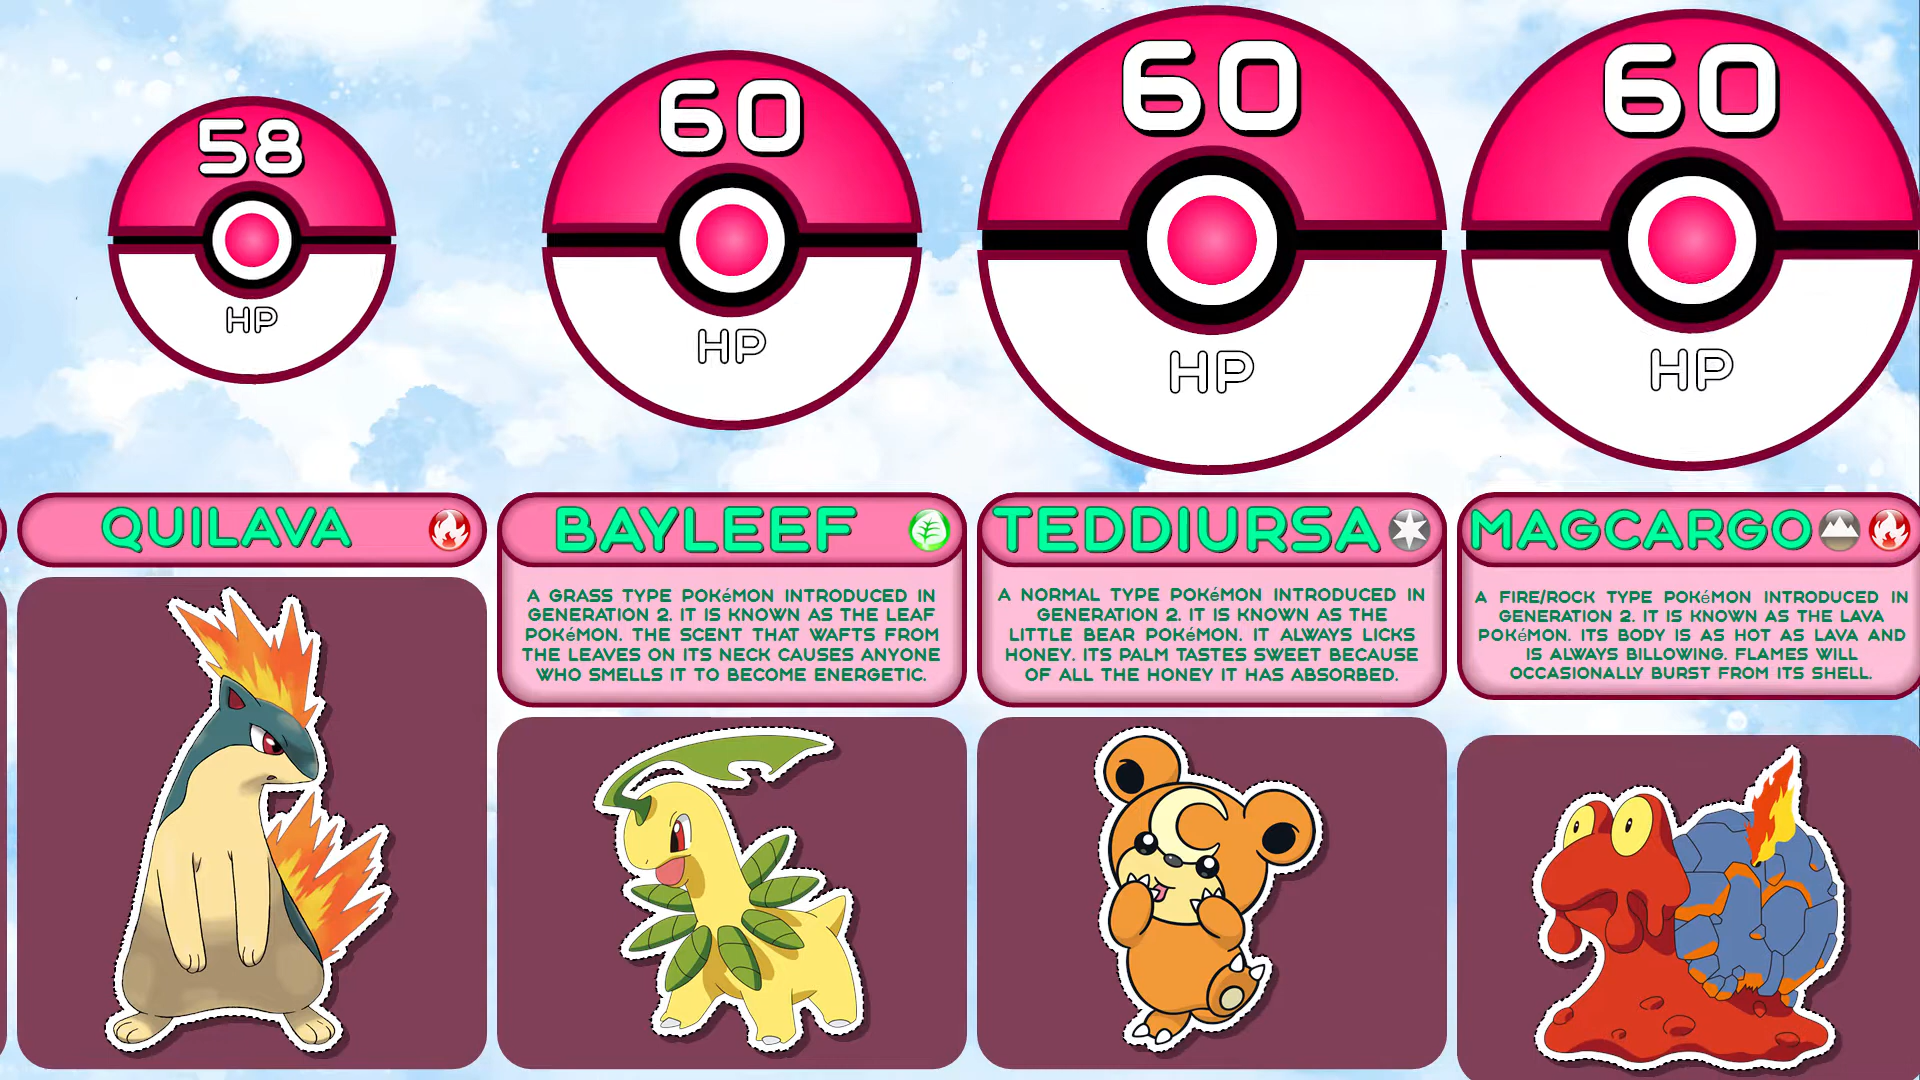 58
HP
60
HP
60
HP
60
HP
QUILAVA
BAYLEEF
A GRASS TYPE POKéMON INTRODUCED IN
GENERATION 2. IT IS KNOWN AS THE LEAF
POKéMON. THE SCENT THAT WAFTS FROM
THE LEAVES ON ITS NECK CAUSES ANYONE
WHO SMELLS IT TO BECOME ENERGETIC.
TEDDIURSA
A NORMAL TYPE POKéMON INTRODUCED IN
GENERATION 2. IT IS KNOWN AS THE
LITTLE BEAR POKéMON. IT ALWAYS LICKS
HONEY. ITS PALM TASTES SWEET BECAUSE
OF ALL THE HONEY IT HAS ABSORBED.
MAGCARGO
A FIRE/ROCK TYPE POKéMON INTRODUCED IN
GENERATION 2. IT IS KNOWN AS THE LAVA
POKéMON. ITS BODY IS AS HOT AS LAVA AND
IS ALWAYS BILLOWING. FLAMES WILL
OCCASIONALLY BURST FROM ITS SHELL.